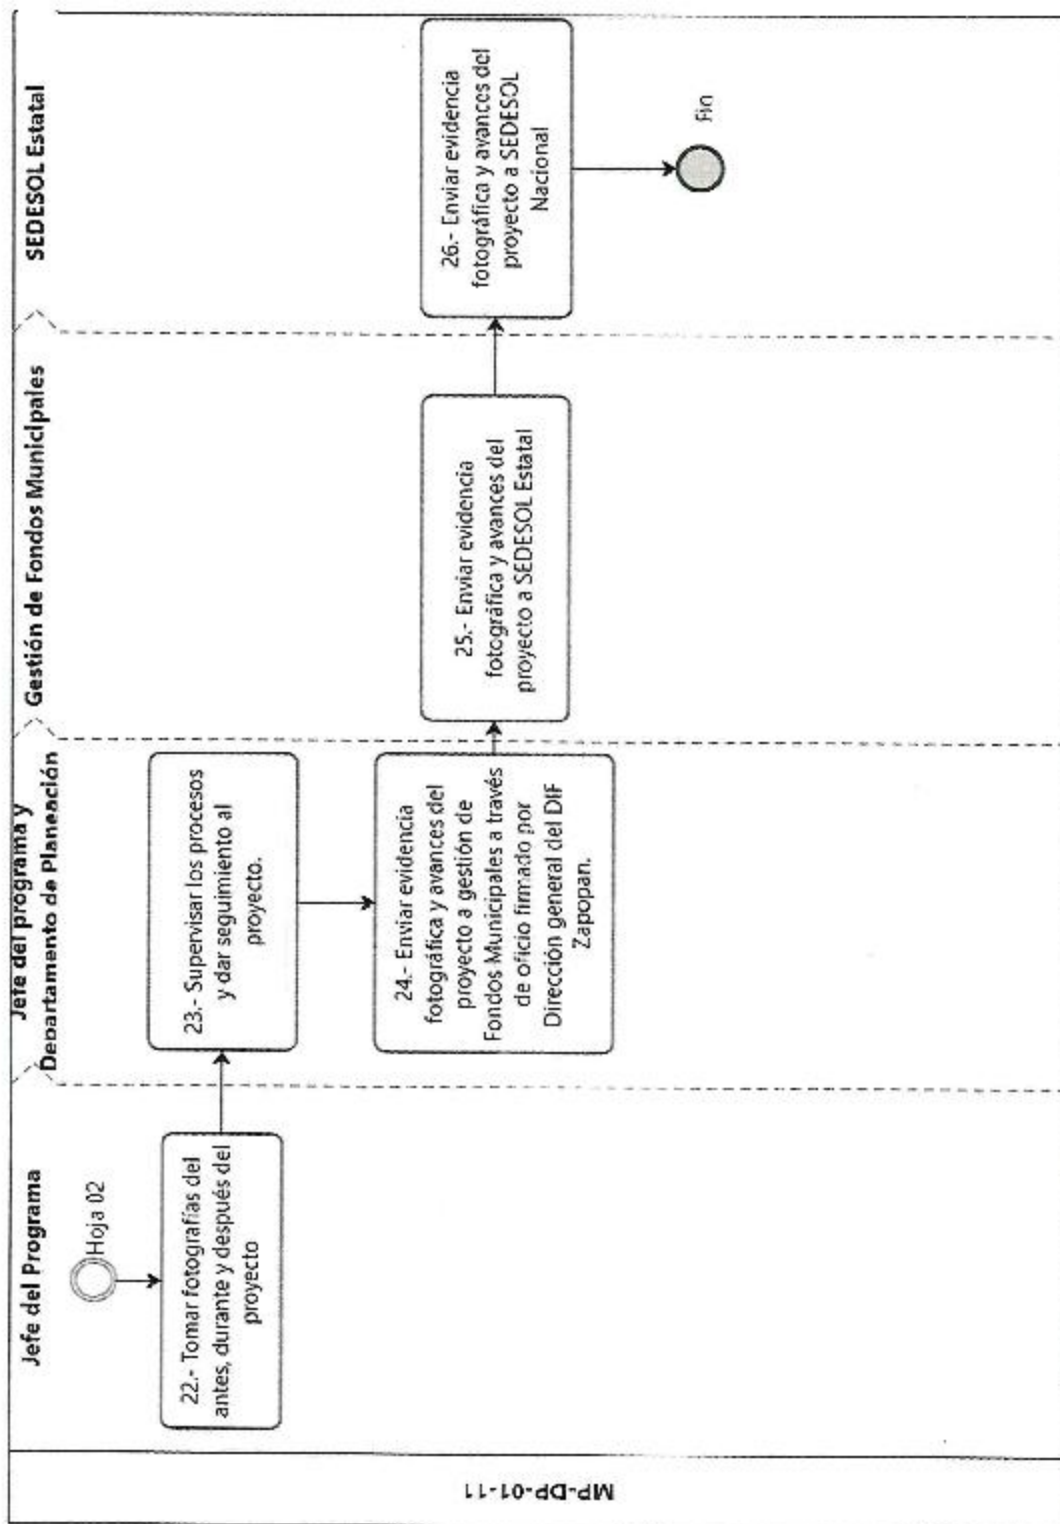 MP-DP-01-11
Jefe del Programa
Hoja 02
22.- Tomar fotografías del
antes, durante y después del
proyecto
Jefe del programa y
Departamento de Planeación
23.- Supervisar los procesos
y dar seguimiento al
proyecto.
24.- Enviar evidencia
fotográfica y avances del
proyecto a gestión de
Fondos Municipales a través
de oficio firmado por
Dirección general del DIF
Zapopan.
Gestión de Fondos Municipales
25.- Enviar evidencia
fotográfica y avances del
proyecto a SEDESOL Estatal
SEDESOL Estatal
26.- Enviar evidencia
fotográfica y avances del
proyecto a SEDESOL
Nacional
Fin